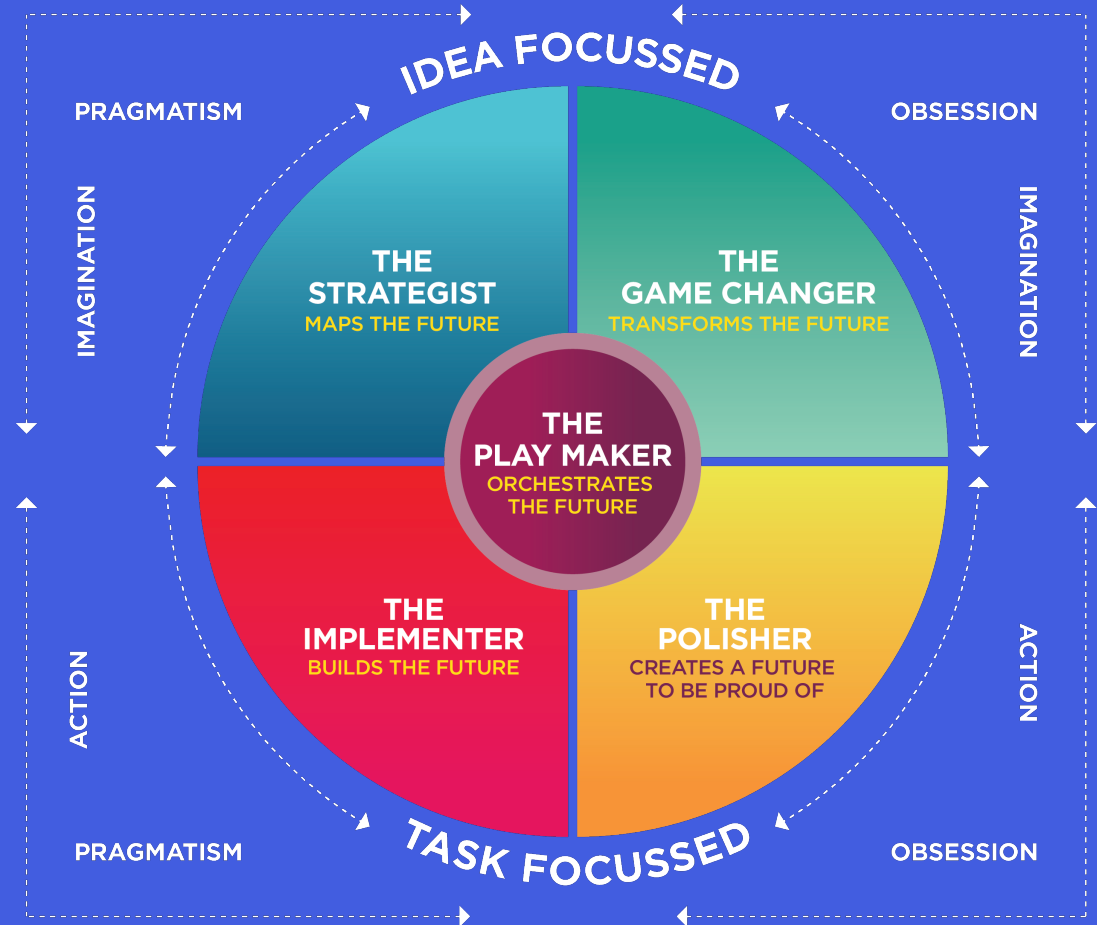 IDEA FOCUSSED
PRAGMATISM
OBSESSION
IMAGINATION
IMAGINATION
THE
STRATEGIST
MAPS THE FUTURE
THE
GAME CHANGER
TRANSFORMS THE FUTURE
THE
PLAY MAKER
ORCHESTRATES
THE FUTURE
THE
IMPLEMENTER
BUILDS THE FUTURE
THE
POLISHER
CREATES A FUTURE
TO BE PROUD OF
ACTION
ACTION
PRAGMATISM
OBSESSION
TASK FOCUSSED